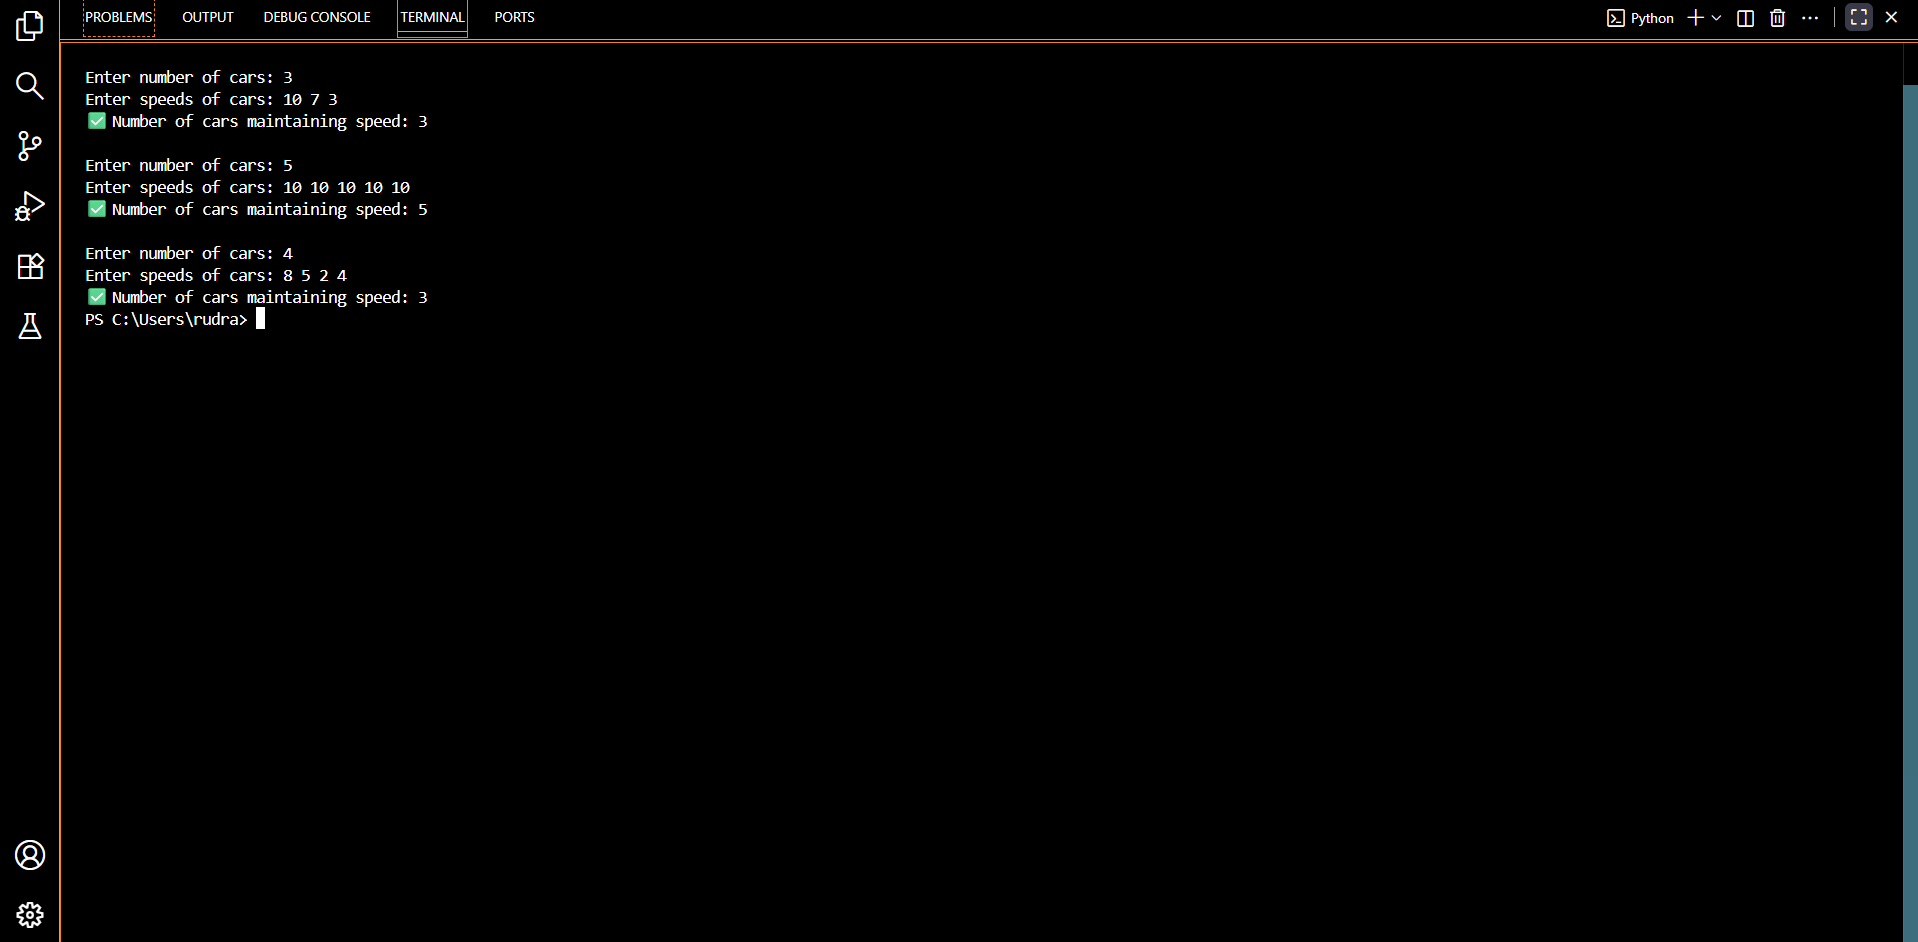 PROBLEMS OUTPUT DEBUG CONSOLE TERMINAL PORTS Python
Enter number of cars: 3
Enter speeds of cars: 10 7 3
✅ Number of cars maintaining speed: 3
Enter number of cars: 5
Enter speeds of cars: 10 10 10 10 10
✅ Number of cars maintaining speed: 5
Enter number of cars: 4
Enter speeds of cars: 8 5 2 4
✅ Number of cars maintaining speed: 3
PS C:\Users\rudra>